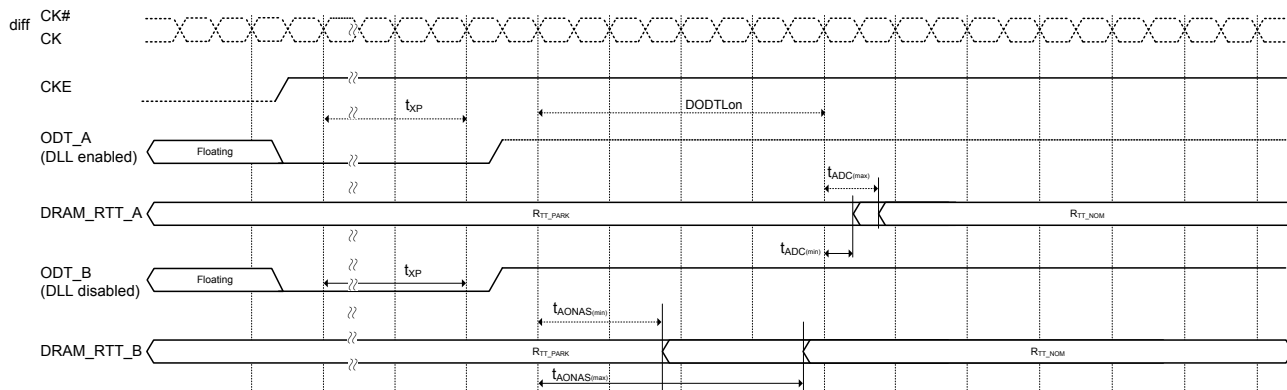 diff
CK#
CK
CKE
tXP
DODTLon
ODT_A
(DLL enabled)
Floating
tADC(max)
DRAM_RTT_A
RTT_PARK
RTT_NOM
tADC(min)
ODT_B
(DLL disabled)
Floating
tXP
tAONAS(min)
DRAM_RTT_B
RTT_PARK
RTT_NOM
tAONAS(max)